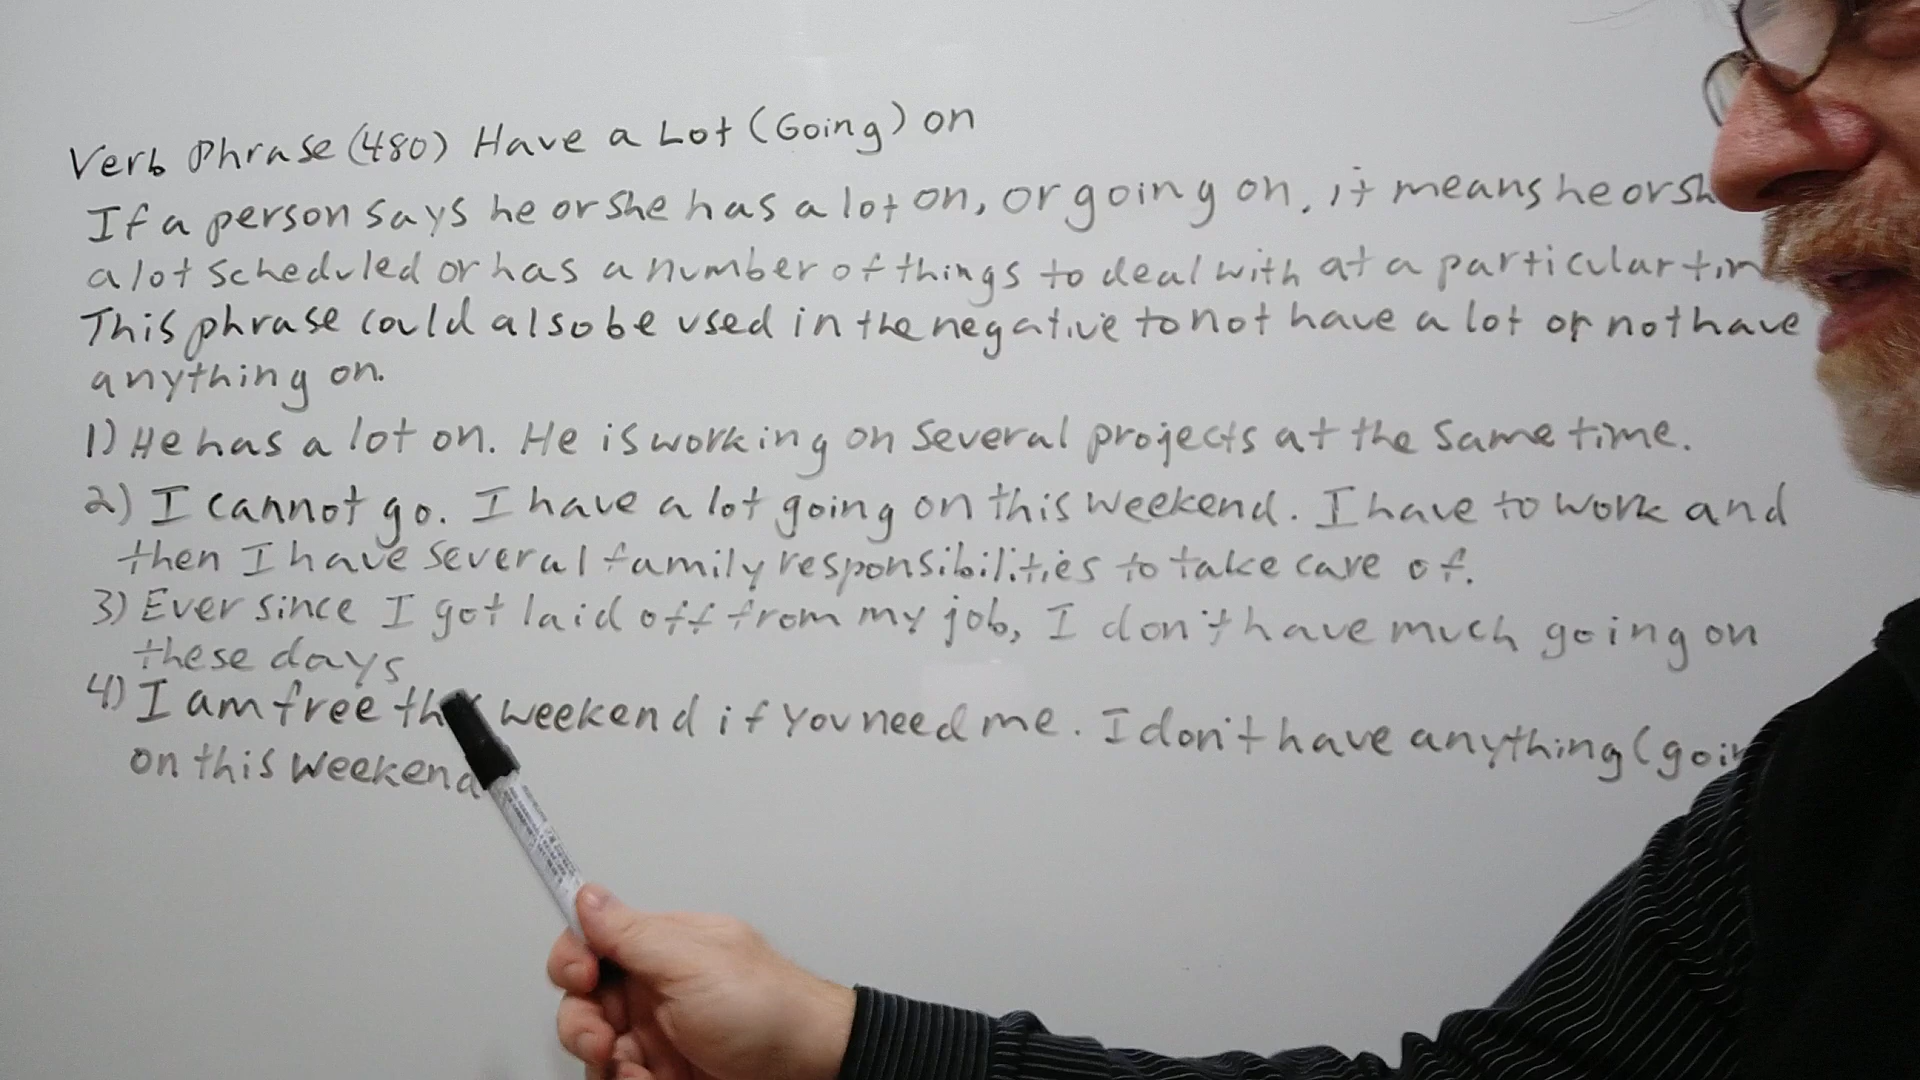 Verb Phrase (480) Have a Lot (Going) on
If a person says he or she has a lot on, or going on, it means he or sh
a lot scheduled or has a number of things to deal with at a particular
This phrase could also be used in the negative to not have a lot or not have
anything on.
1) He has a lot on. He is working on several projects at the same time.
2) I cannot go. I have a lot going on this weekend. I have to work and
then I have several family responsibilities to take care of.
3) Ever since I got laid off from my job, I don't have much going on
these days
4) I am free weekend if you need me. I don't have anything (goin
on this weekend